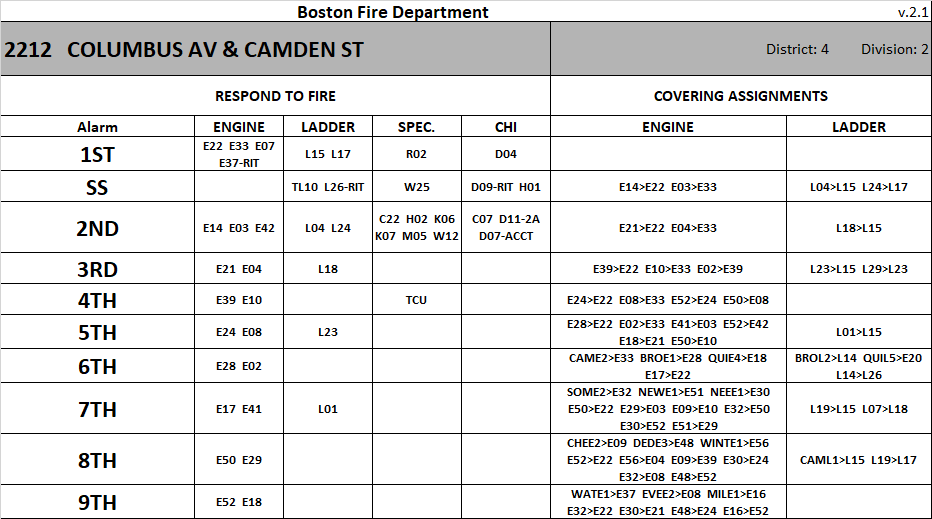 Boston Fire Department v.2.1
2212 COLUMBUS AV & CAMDEN ST District: 4 Division: 2
RESPOND TO FIRE COVERING ASSIGNMENTS
Alarm ENGINE LADDER SPEC. CHI ENGINE LADDER
1ST E22 E33 E07 L15 L17 R02 D04
E37-RIT
SS TL10 L26-RIT W25 D09-RIT H01 E14>E22 E03>E33 L04>L15 L24>L17
2ND E14 E03 E42 L04 L24 C22 H02 K06 C07 D11-2A E21>E22 E04>E33 L18>L15
K07 M05 W12 D07-ACCT
3RD E21 E04 L18 E39>E22 E10>E33 E02>E39 L23>L15 L29>L23
4TH E39 E10 TCU E24>E22 E08>E33 E52>E24 E50>E08
5TH E24 E08 L23 E28>E22 E02>E33 E41>E03 E52>E42 L01>L15
E18>E21 E50>E10
6TH E28 E02 CAME2>E33 BROE1>E28 QUIE4>E18 BROL2>L14 QUIL5>E20
E17>E22 L14>L26
7TH E17 E41 L01 SOME2>E32 NEWE1>E51 NEEE1>E30 L19>L15 L07>L18
E50>E22 E29>E03 E09>E10 E32>E50
E30>E52 E51>E29
8TH E50 E29 CHEE2>E09 DEDE3>E48 WINTE1>E56 CAML1>L15 L19>L17
E52>E22 E56>E04 E09>E39 E30>E24
E32>E08 E48>E52
9TH E52 E18 WATE1>E37 EVEE2>E08 MILE1>E16
E32>E22 E30>E21 E48>E24 E16>E52